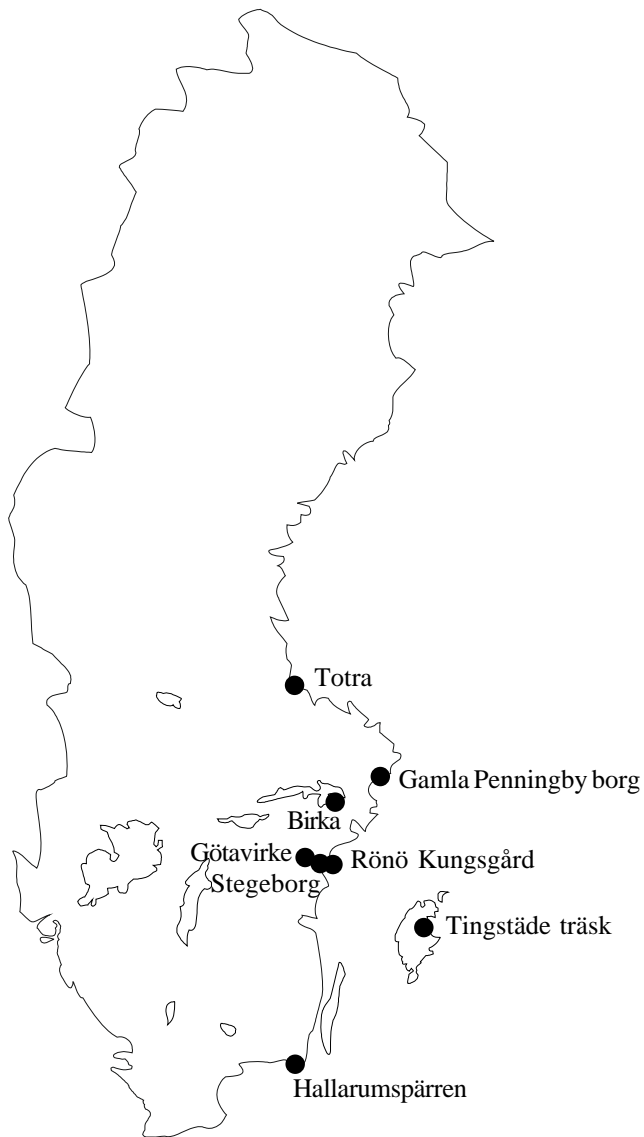 Totra
Gamla Penningby borg
Birka
Götavirke
Rönö Kungsgård
Stegeborg
Tingstäde träsk
Hallarumspärren